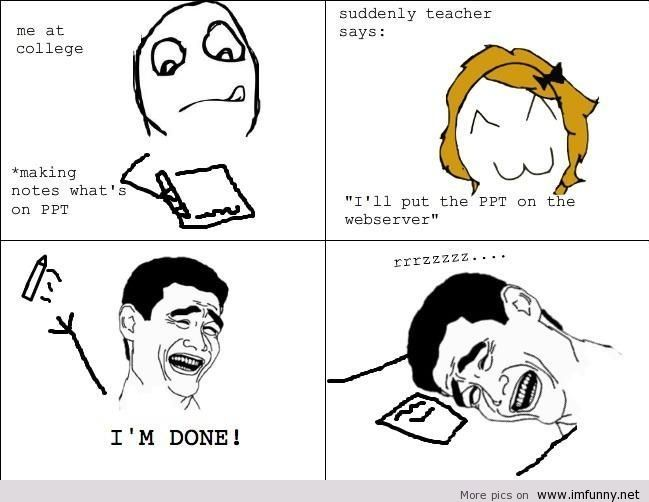 me at
college
*making
notes what's
on PPT
suddenly teacher
says:
"I'll put the PPT on the
webserver"
I'M DONE!
rrrzzzzz....
More pics on www.imfunny.net